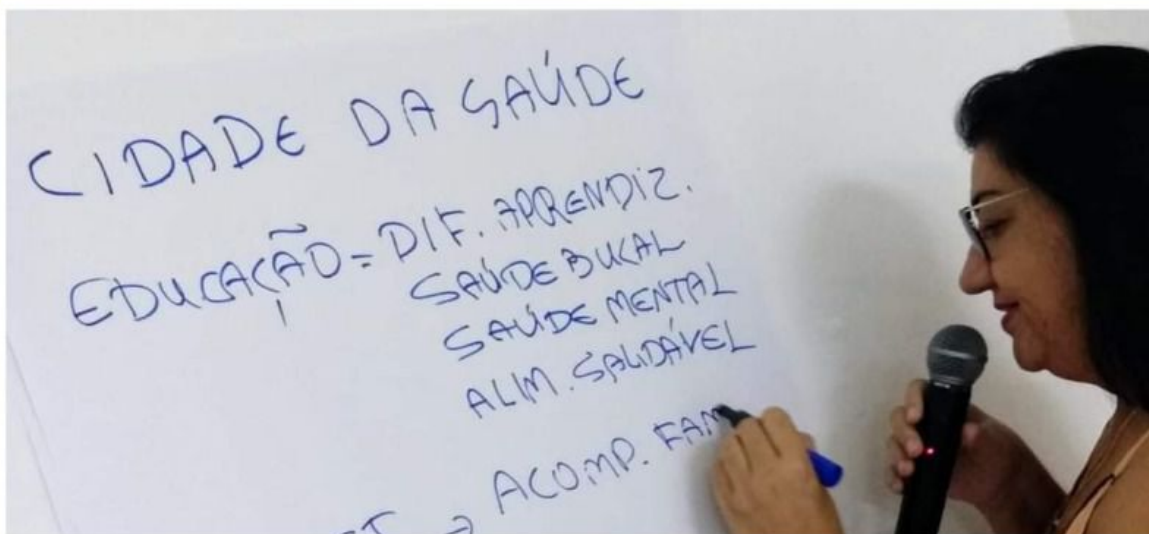 CIDADE DA SAÚDE
EDUCAÇÃO = DIF. APRENDIZ.
SAÚDE BUCAL
SAÚDE MENTAL
ALIM. SAUDÁVEL
→ ACOMP. FAM